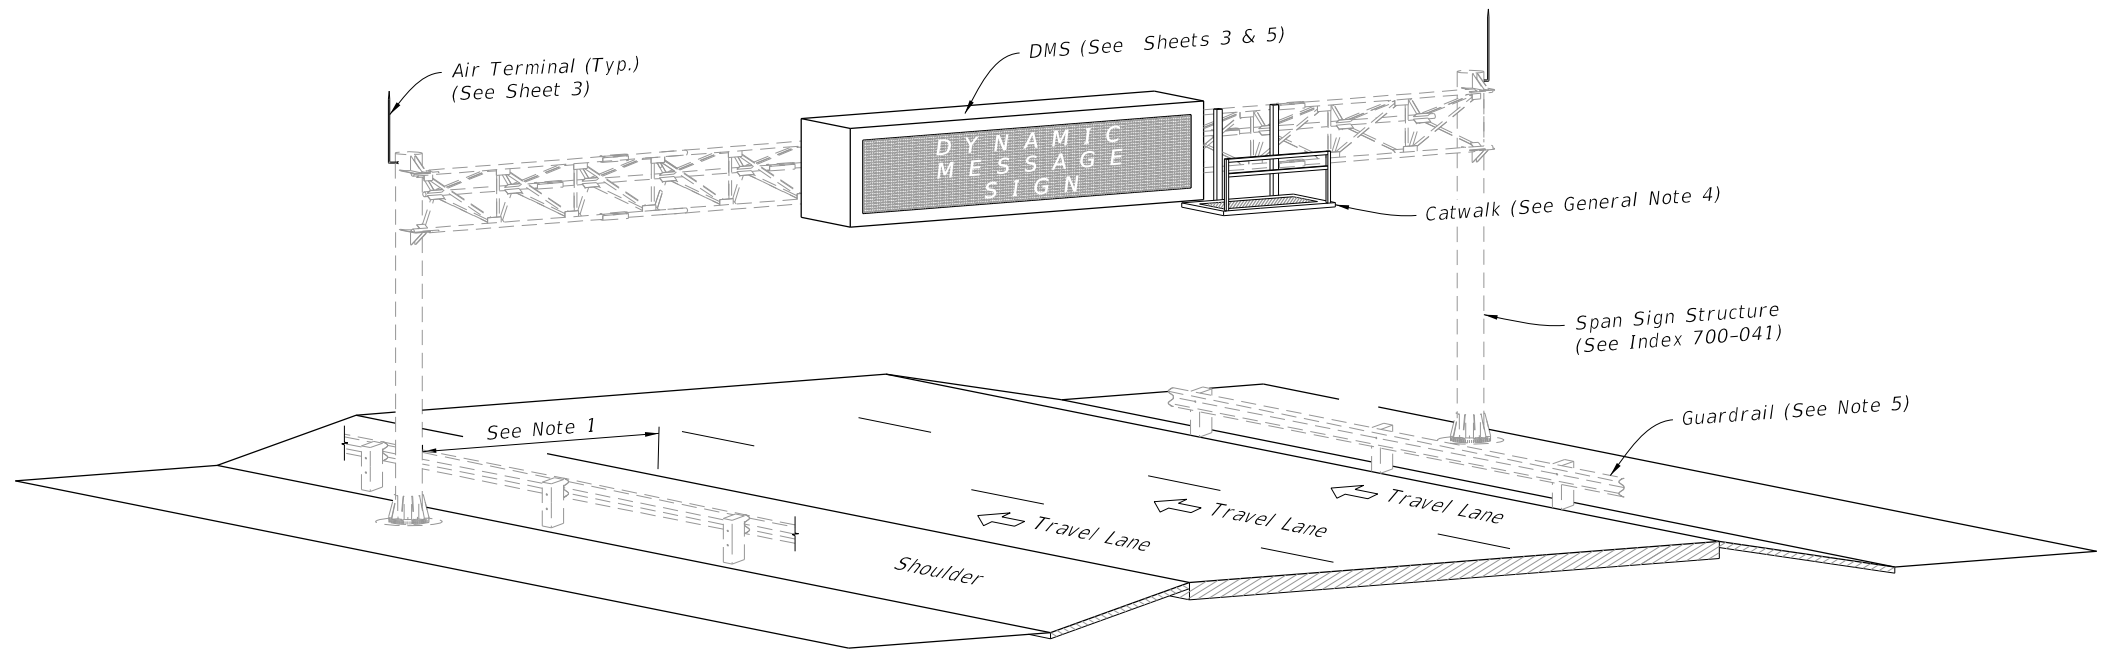 DMS (See Sheets 3 & 5)
Air Terminal (Typ.)
(See Sheet 3)
DYNAMIC
MESSAGE
SIGN
Catwalk (See General Note 4)
Span Sign Structure
(See Index 700-041)
Guardrail (See Note 5)
See Note 1
Travel Lane
Travel Lane
Travel Lane
Shoulder